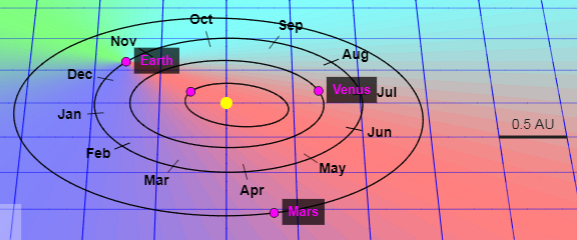 Oct
Sep
Nov
Earth
Aug
Dec
Venus
Jul
Jan
0.5 AU
Jun
Feb
May
Mar
Apr
Mars